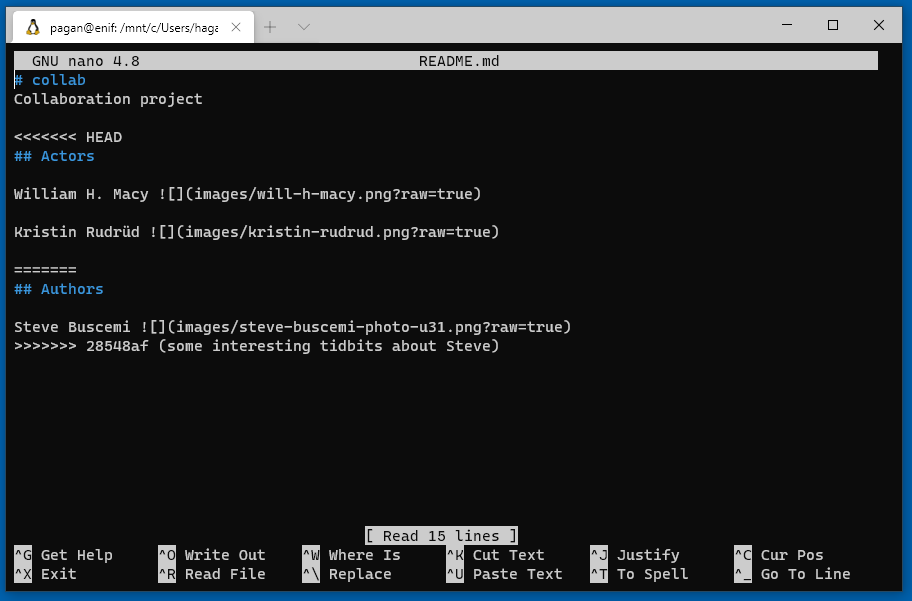 pagan@enif: /mnt/c/Users/haga
GNU nano 4.8 README.md
# collab
Collaboration project
<<<<<<< HEAD
## Actors
William H. Macy ![](images/will-h-macy.png?raw=true)
Kristin Rudrüd ![](images/kristin-rudrud.png?raw=true)
=======
## Authors
Steve Buscemi ![](images/steve-buscemi-photo-u31.png?raw=true)
>>>>>>> 28548af (some interesting tidbits about Steve)
[ Read 15 lines ]
^G Get Help ^O Write Out ^W Where Is ^K Cut Text ^J Justify ^C Cur Pos
^X Exit ^R Read File ^\ Replace ^U Paste Text ^T To Spell ^_ Go To Line